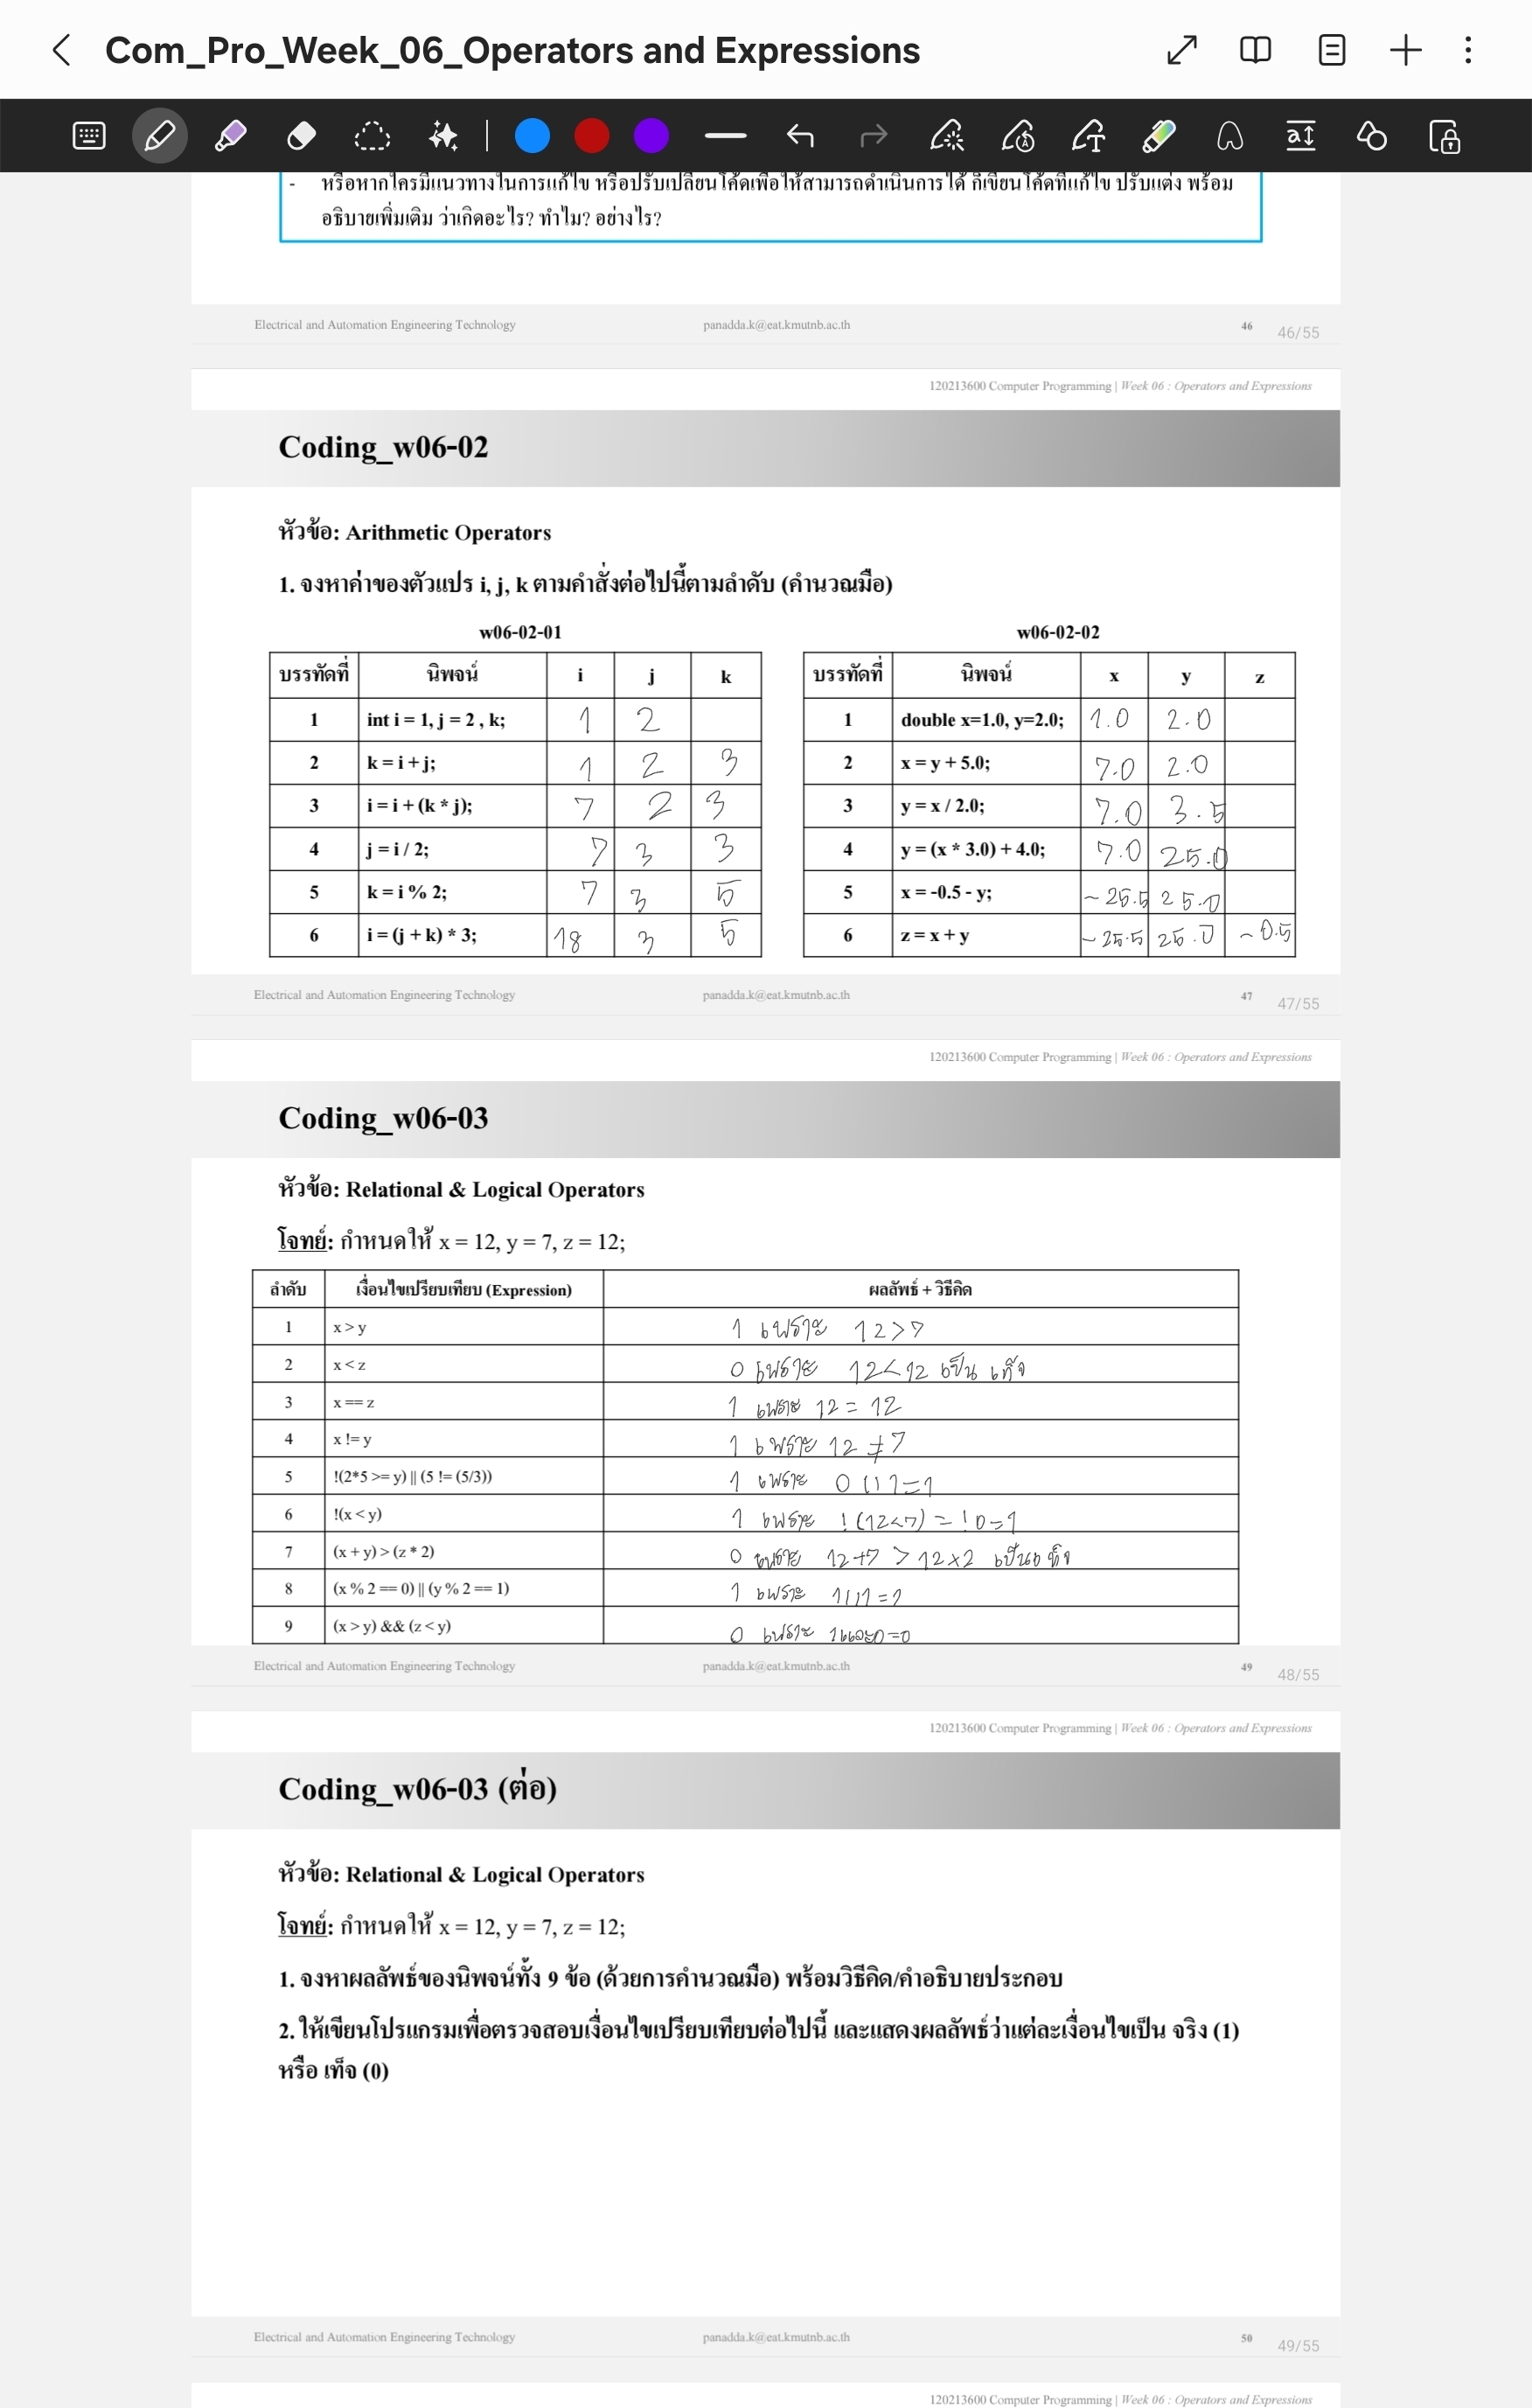 Com_Pro_Week_06_Operators and Expressions
- หรือหากใครมีแนวทางในการแก้ไข หรือปรับเปลี่ยนโค้ดเพื่อให้สามารถดำเนินการได้ ก็เขียนโค้ดที่แก้ไข ปรับแต่ง พร้อม
อธิบายเพิ่มเติม ว่าเกิดอะไร? ทำไม? อย่างไร?
Electrical and Automation Engineering Technology panadda.k@eat.kmutnb.ac.th 46 46/55
120213600 Computer Programming | Week 06 : Operators and Expressions
Coding_w06-02
หัวข้อ: Arithmetic Operators
1. จงหาค่าของตัวแปร i, j, k ตามคำสั่งต่อไปนี้ตามลำดับ (คำนวณมือ)
w06-02-01
บรรทัดที่ นิพจน์ i j k
1 int i = 1, j = 2 , k; 1 2
2 k = i + j; 1 2 3
3 i = i + (k * j); 7 2 3
4 j = i / 2; 7 3 3
5 k = i % 2; 7 3 5
6 i = (j + k) * 3; 18 3 5
w06-02-02
บรรทัดที่ นิพจน์ x y z
1 double x=1.0, y=2.0; 1.0 2.0
2 x = y + 5.0; 7.0 2.0
3 y = x / 2.0; 7.0 3.5
4 y = (x * 3.0) + 4.0; 7.0 25.0
5 x = -0.5 - y; -25.5 25.0
6 z = x + y -25.5 25.0 -0.5
Electrical and Automation Engineering Technology panadda.k@eat.kmutnb.ac.th 47 47/55
120213600 Computer Programming | Week 06 : Operators and Expressions
Coding_w06-03
หัวข้อ: Relational & Logical Operators
โจทย์: กำหนดให้ x = 12, y = 7, z = 12;
ลำดับ เงื่อนไขเปรียบเทียบ (Expression) ผลลัพธ์ + วิธีคิด
1 x > y 1 เพราะ 12>7
2 x < z 0 เพราะ 12<12 เป็น เท็จ
3 x == z 1 เพราะ 12 = 12
4 x != y 1 เพราะ 12 ≠ 7
5 !(2*5 >= y) || (5 != (5/3)) 1 เพราะ 0 || 1 = 1
6 !(x < y) 1 เพราะ !(12<7) = !0=1
7 (x + y) > (z * 2) 0 เพราะ 12+7 > 12×2 เป็นเท็จ
8 (x % 2 == 0) || (y % 2 == 1) 1 เพราะ 1||1=1
9 (x > y) && (z < y) 0 เพราะ 1และ0=0
Electrical and Automation Engineering Technology panadda.k@eat.kmutnb.ac.th 49 48/55
120213600 Computer Programming | Week 06 : Operators and Expressions
Coding_w06-03 (ต่อ)
หัวข้อ: Relational & Logical Operators
โจทย์: กำหนดให้ x = 12, y = 7, z = 12;
1. จงหาผลลัพธ์ของนิพจน์ทั้ง 9 ข้อ (ด้วยการคำนวณมือ) พร้อมวิธีคิด/คำอธิบายประกอบ
2. ให้เขียนโปรแกรมเพื่อตรวจสอบเงื่อนไขเปรียบเทียบต่อไปนี้ และแสดงผลลัพธ์ว่าแต่ละเงื่อนไขเป็น จริง (1)
หรือ เท็จ (0)
Electrical and Automation Engineering Technology panadda.k@eat.kmutnb.ac.th 50 49/55
120213600 Computer Programming | Week 06 : Operators and Expressions